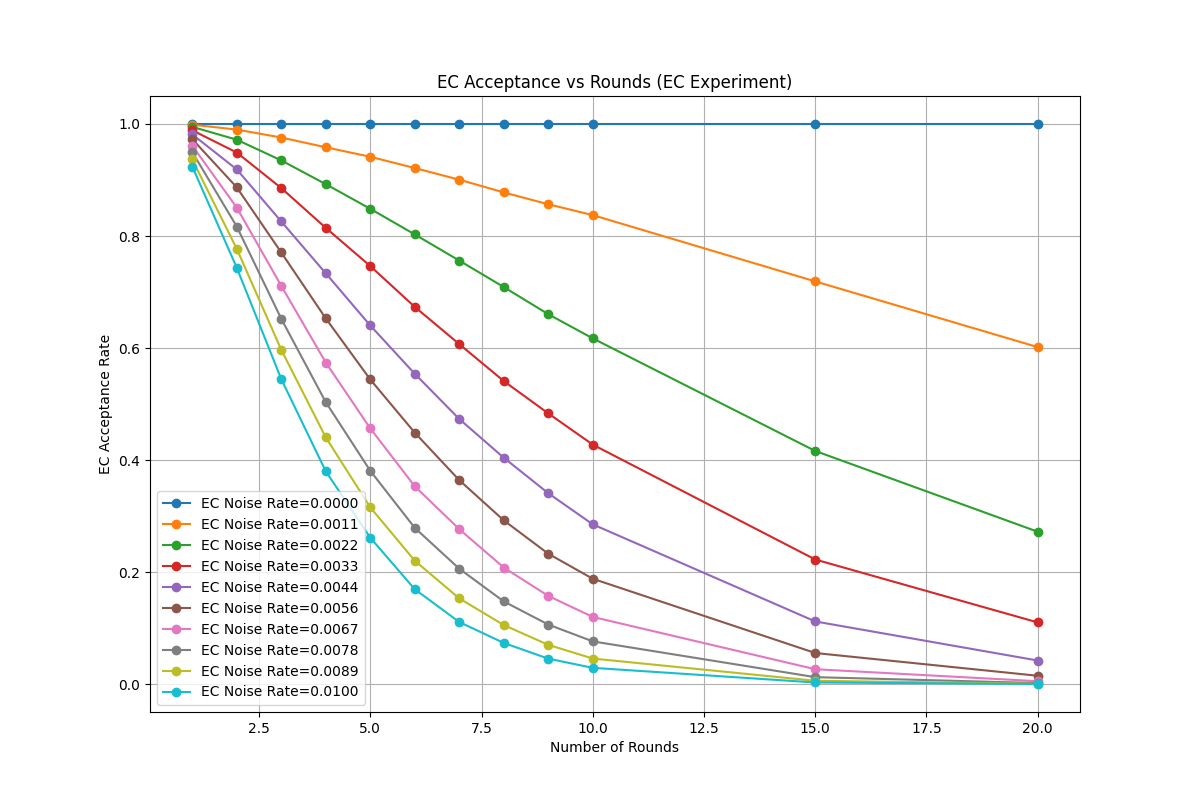 EC Acceptance vs Rounds (EC Experiment)
EC Acceptance Rate
1.0
0.8
0.6
0.4
0.2
0.0
EC Noise Rate=0.0000
EC Noise Rate=0.0011
EC Noise Rate=0.0022
EC Noise Rate=0.0033
EC Noise Rate=0.0044
EC Noise Rate=0.0056
EC Noise Rate=0.0067
EC Noise Rate=0.0078
EC Noise Rate=0.0089
EC Noise Rate=0.0100
2.5 5.0 7.5 10.0 12.5 15.0 17.5 20.0
Number of Rounds